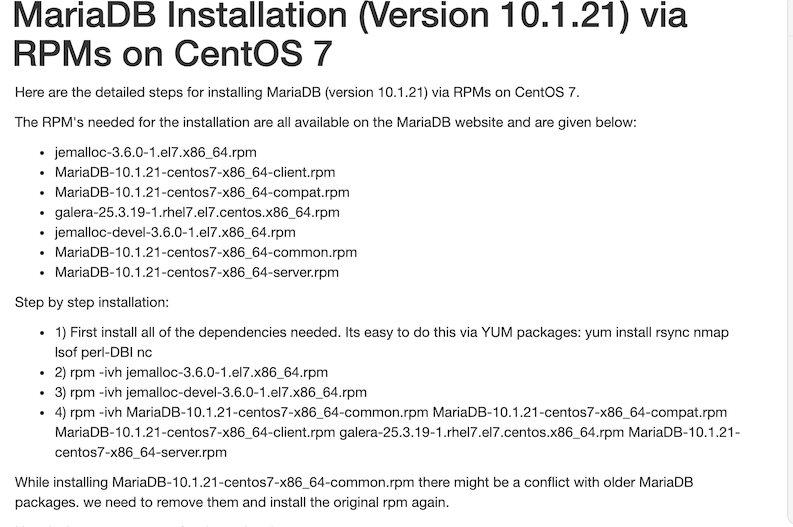 MariaDB Installation (Version 10.1.21) via
RPMs on CentOS 7
Here are the detailed steps for installing MariaDB (version 10.1.21) via RPMs on CentOS 7.
The RPM's needed for the installation are all available on the MariaDB website and are given below:
• jemalloc-3.6.0-1.el7.x86_64.rpm
• MariaDB-10.1.21-centos7-x86_64-client.rpm
• MariaDB-10.1.21-centos7-x86_64-compat.rpm
• galera-25.3.19-1.rhel7.el7.centos.x86_64.rpm
• jemalloc-devel-3.6.0-1.el7.x86_64.rpm
• MariaDB-10.1.21-centos7-x86_64-common.rpm
• MariaDB-10.1.21-centos7-x86_64-server.rpm
Step by step installation:
• 1) First install all of the dependencies needed. Its easy to do this via YUM packages: yum install rsync nmap
lsof perl-DBI nc
• 2) rpm -ivh jemalloc-3.6.0-1.el7.x86_64.rpm
• 3) rpm -ivh jemalloc-devel-3.6.0-1.el7.x86_64.rpm
• 4) rpm -ivh MariaDB-10.1.21-centos7-x86_64-common.rpm MariaDB-10.1.21-centos7-x86_64-compat.rpm
MariaDB-10.1.21-centos7-x86_64-client.rpm galera-25.3.19-1.rhel7.el7.centos.x86_64.rpm MariaDB-10.1.21-
centos7-x86_64-server.rpm
While installing MariaDB-10.1.21-centos7-x86_64-common.rpm there might be a conflict with older MariaDB
packages. we need to remove them and install the original rpm again.